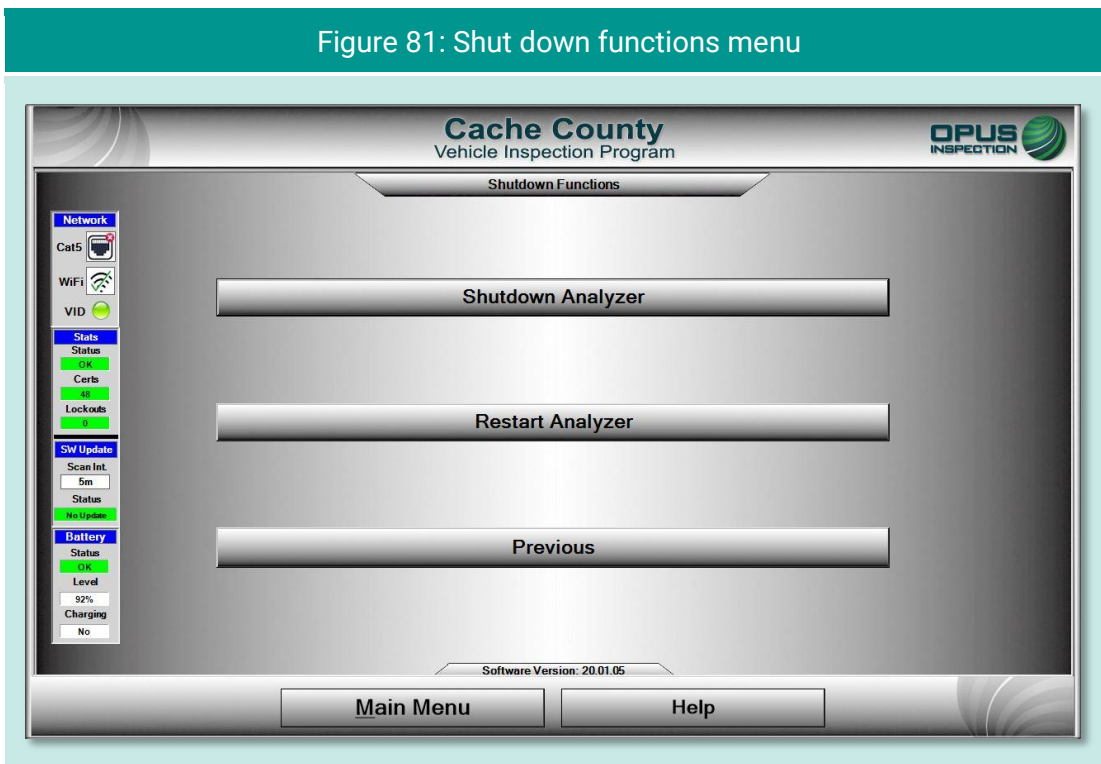 Figure 81: Shut down functions menu
Cache County
Vehicle Inspection Program
OPUS
INSPECTION
Shutdown Functions
Network
Cat5
WiFi
VID
Stats
Status
OK
Certs
48
Lockouts
0
SW Update
Scan Int.
5m
Status
No Update
Battery
Status
OK
Level
92%
Charging
No
Shutdown Analyzer
Restart Analyzer
Previous
Software Version: 20.01.05
Main Menu
Help